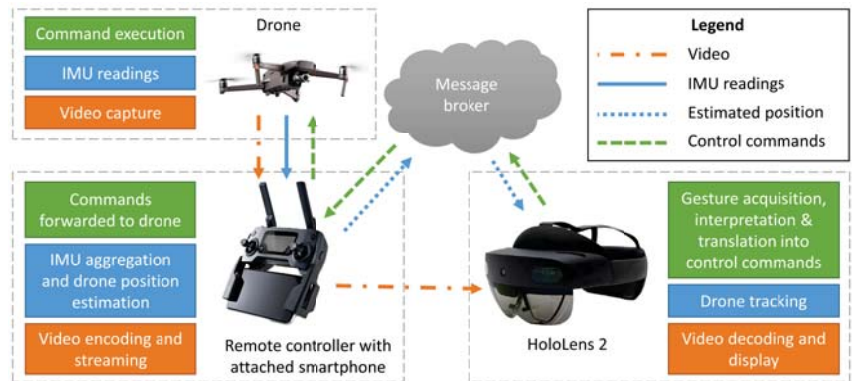 Drone
Command execution
IMU readings
Video capture
Message
broker
Legend
Video
IMU readings
Estimated position
Control commands
Commands
forwarded to drone
IMU aggregation
and drone position
estimation
Video encoding and
streaming
Remote controller with
attached smartphone
HoloLens 2
Gesture acquisition,
interpretation &
translation into
control commands
Drone tracking
Video decoding and
display